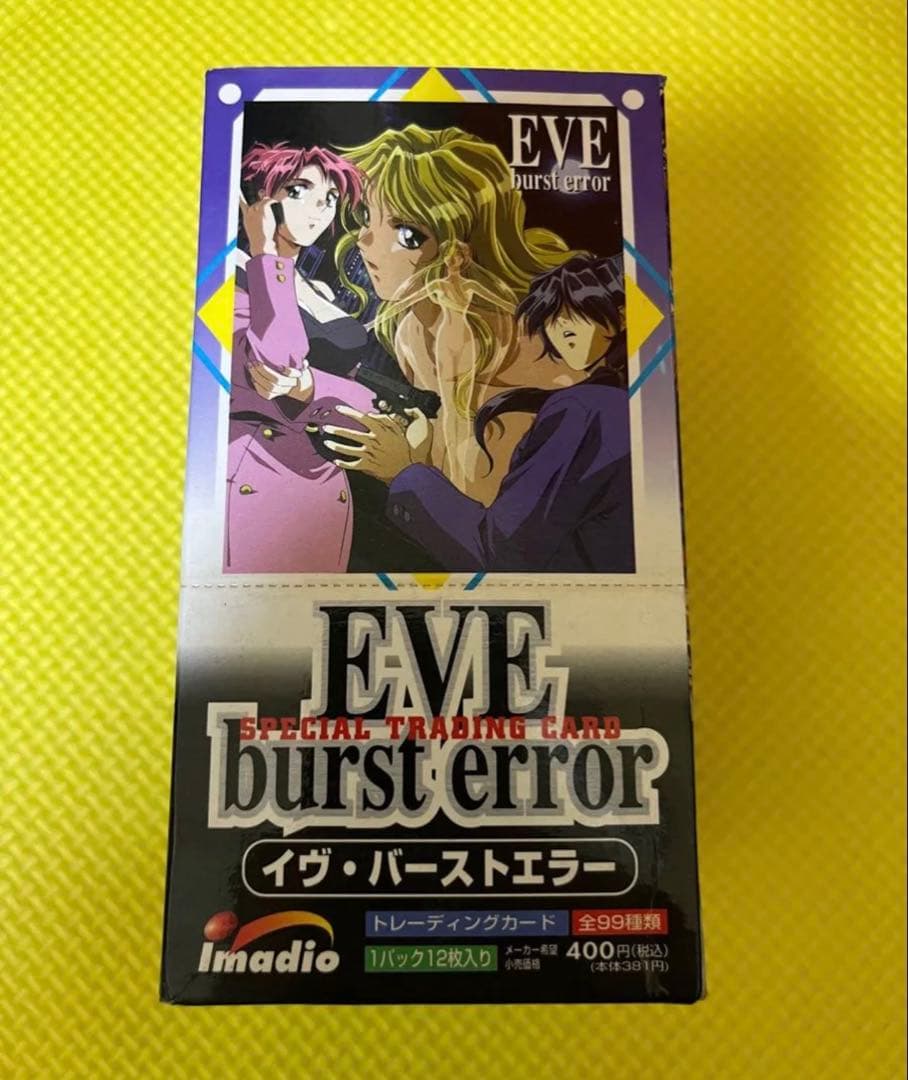 EVE
burst error
EVE
SPECIAL TRADING CARD
burst error
イヴ・バーストエラー
Imadio
トレーディングカード 全99種類
1パック12枚入り メーカー希望小売価格 400円(税込)
(本体381円)